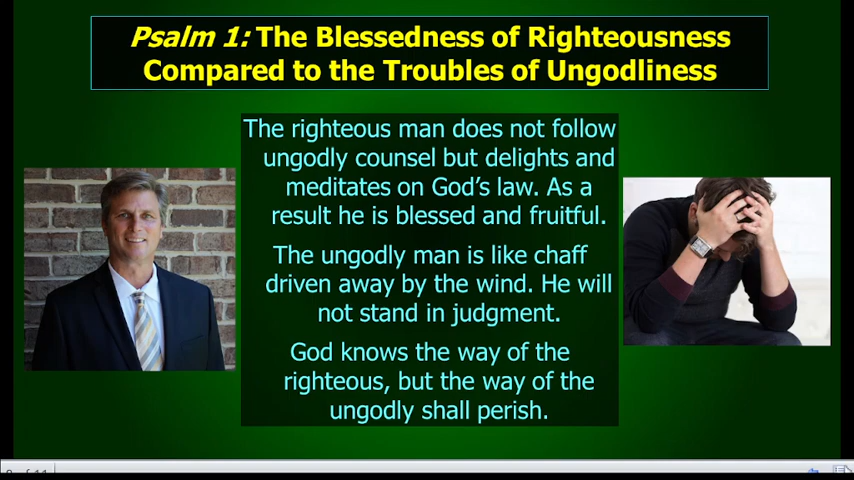 Psalm 1: The Blessedness of Righteousness
Compared to the Troubles of Ungodliness
The righteous man does not follow
ungodly counsel but delights and
meditates on God's law. As a
result he is blessed and fruitful.
The ungodly man is like chaff
driven away by the wind. He will
not stand in judgment.
God knows the way of the
righteous, but the way of the
ungodly shall perish.